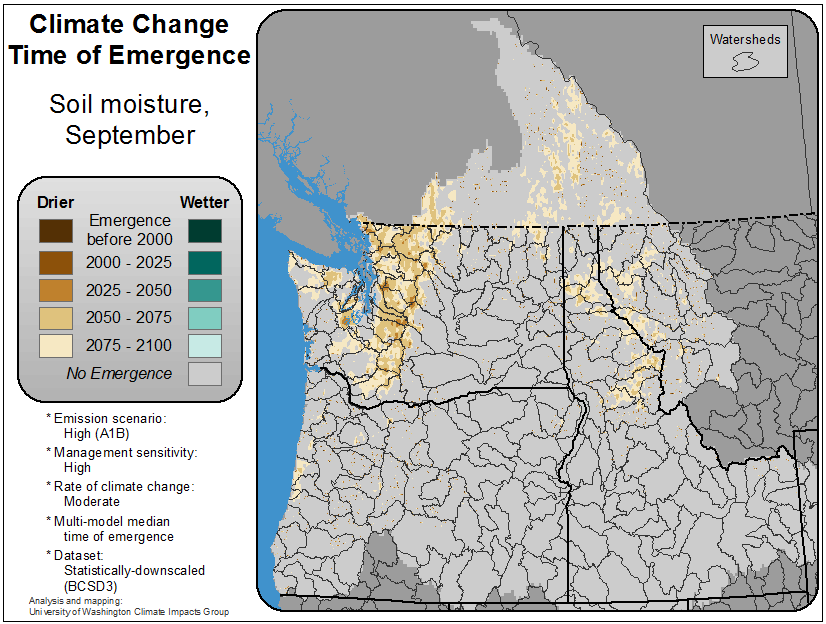 Climate Change
Time of Emergence
Soil moisture,
September
Drier
Wetter
Emergence
before 2000
2000 - 2025
2025 - 2050
2050 - 2075
2075 - 2100
No Emergence
* Emission scenario:
High (A1B)
* Management sensitivity:
High
* Rate of climate change:
Moderate
* Multi-model median
time of emergence
* Dataset:
Statistically-downscaled
(BCSD3)
Analysis and mapping:
University of Washington Climate Impacts Group
Watersheds